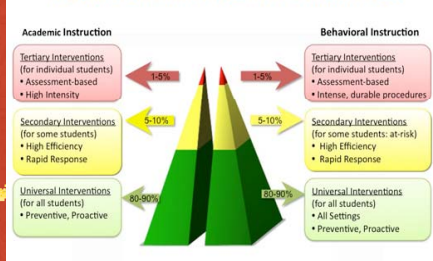 Academic Instruction
Tertiary Interventions
(for individual students)
• Assessment-based
• High Intensity
1-5%
Secondary Interventions
(for some students)
• High Efficiency
• Rapid Response
5-10%
Universal Interventions
(for all students)
• Preventive, Proactive
80-90%
Behavioral Instruction
1-5%
Tertiary Interventions
(for individual students)
• Assessment-based
• Intense, durable procedures
5-10%
Secondary Interventions
(for some students: at-risk)
• High Efficiency
• Rapid Response
80-90%
Universal Interventions
(for all students)
• All Settings
• Preventive, Proactive